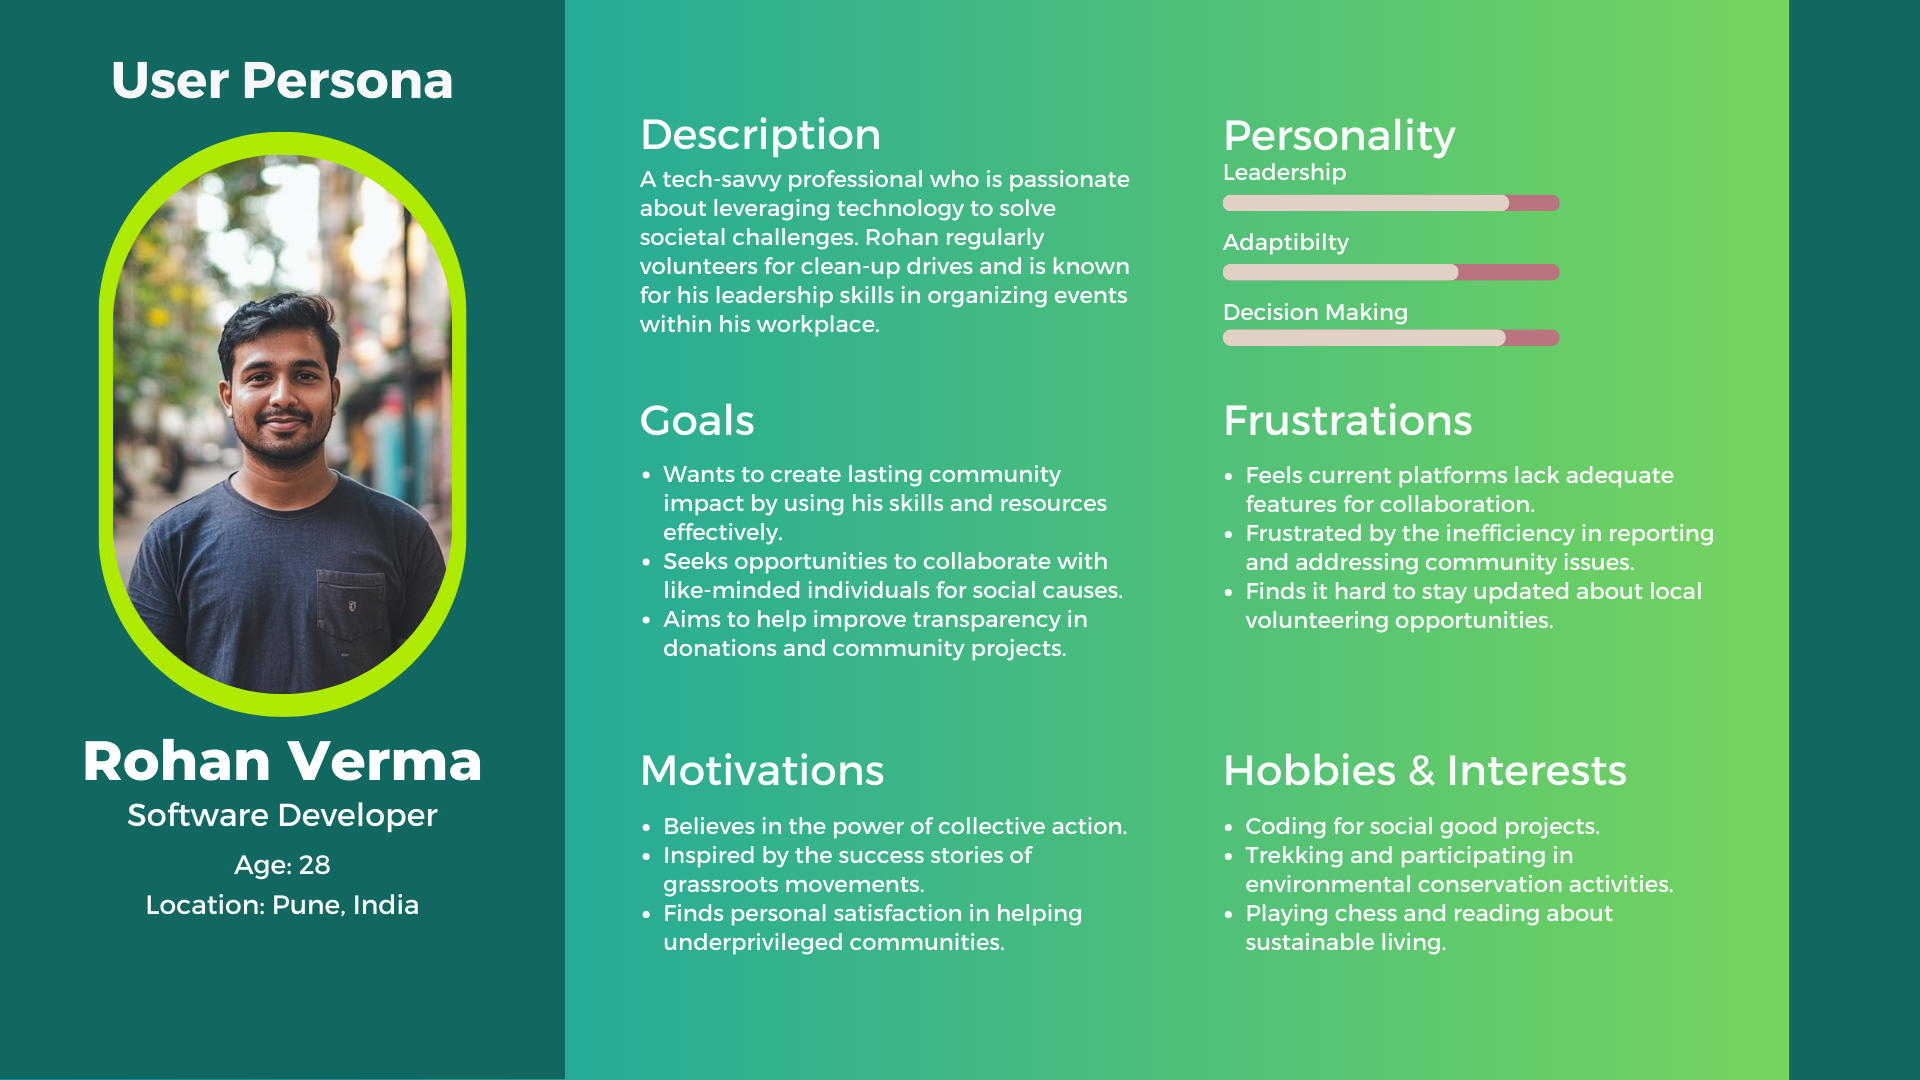 User Persona
Rohan Verma
Software Developer
Age: 28
Location: Pune, India
Description
A tech-savvy professional who is passionate
about leveraging technology to solve
societal challenges. Rohan regularly
volunteers for clean-up drives and is known
for his leadership skills in organizing events
within his workplace.
Personality
Leadership
Adaptibilty
Decision Making
Goals
• Wants to create lasting community
impact by using his skills and resources
effectively.
• Seeks opportunities to collaborate with
like-minded individuals for social causes.
• Aims to help improve transparency in
donations and community projects.
Frustrations
• Feels current platforms lack adequate
features for collaboration.
• Frustrated by the inefficiency in reporting
and addressing community issues.
• Finds it hard to stay updated about local
volunteering opportunities.
Motivations
• Believes in the power of collective action.
• Inspired by the success stories of
grassroots movements.
• Finds personal satisfaction in helping
underprivileged communities.
Hobbies & Interests
• Coding for social good projects.
• Trekking and participating in
environmental conservation activities.
• Playing chess and reading about
sustainable living.